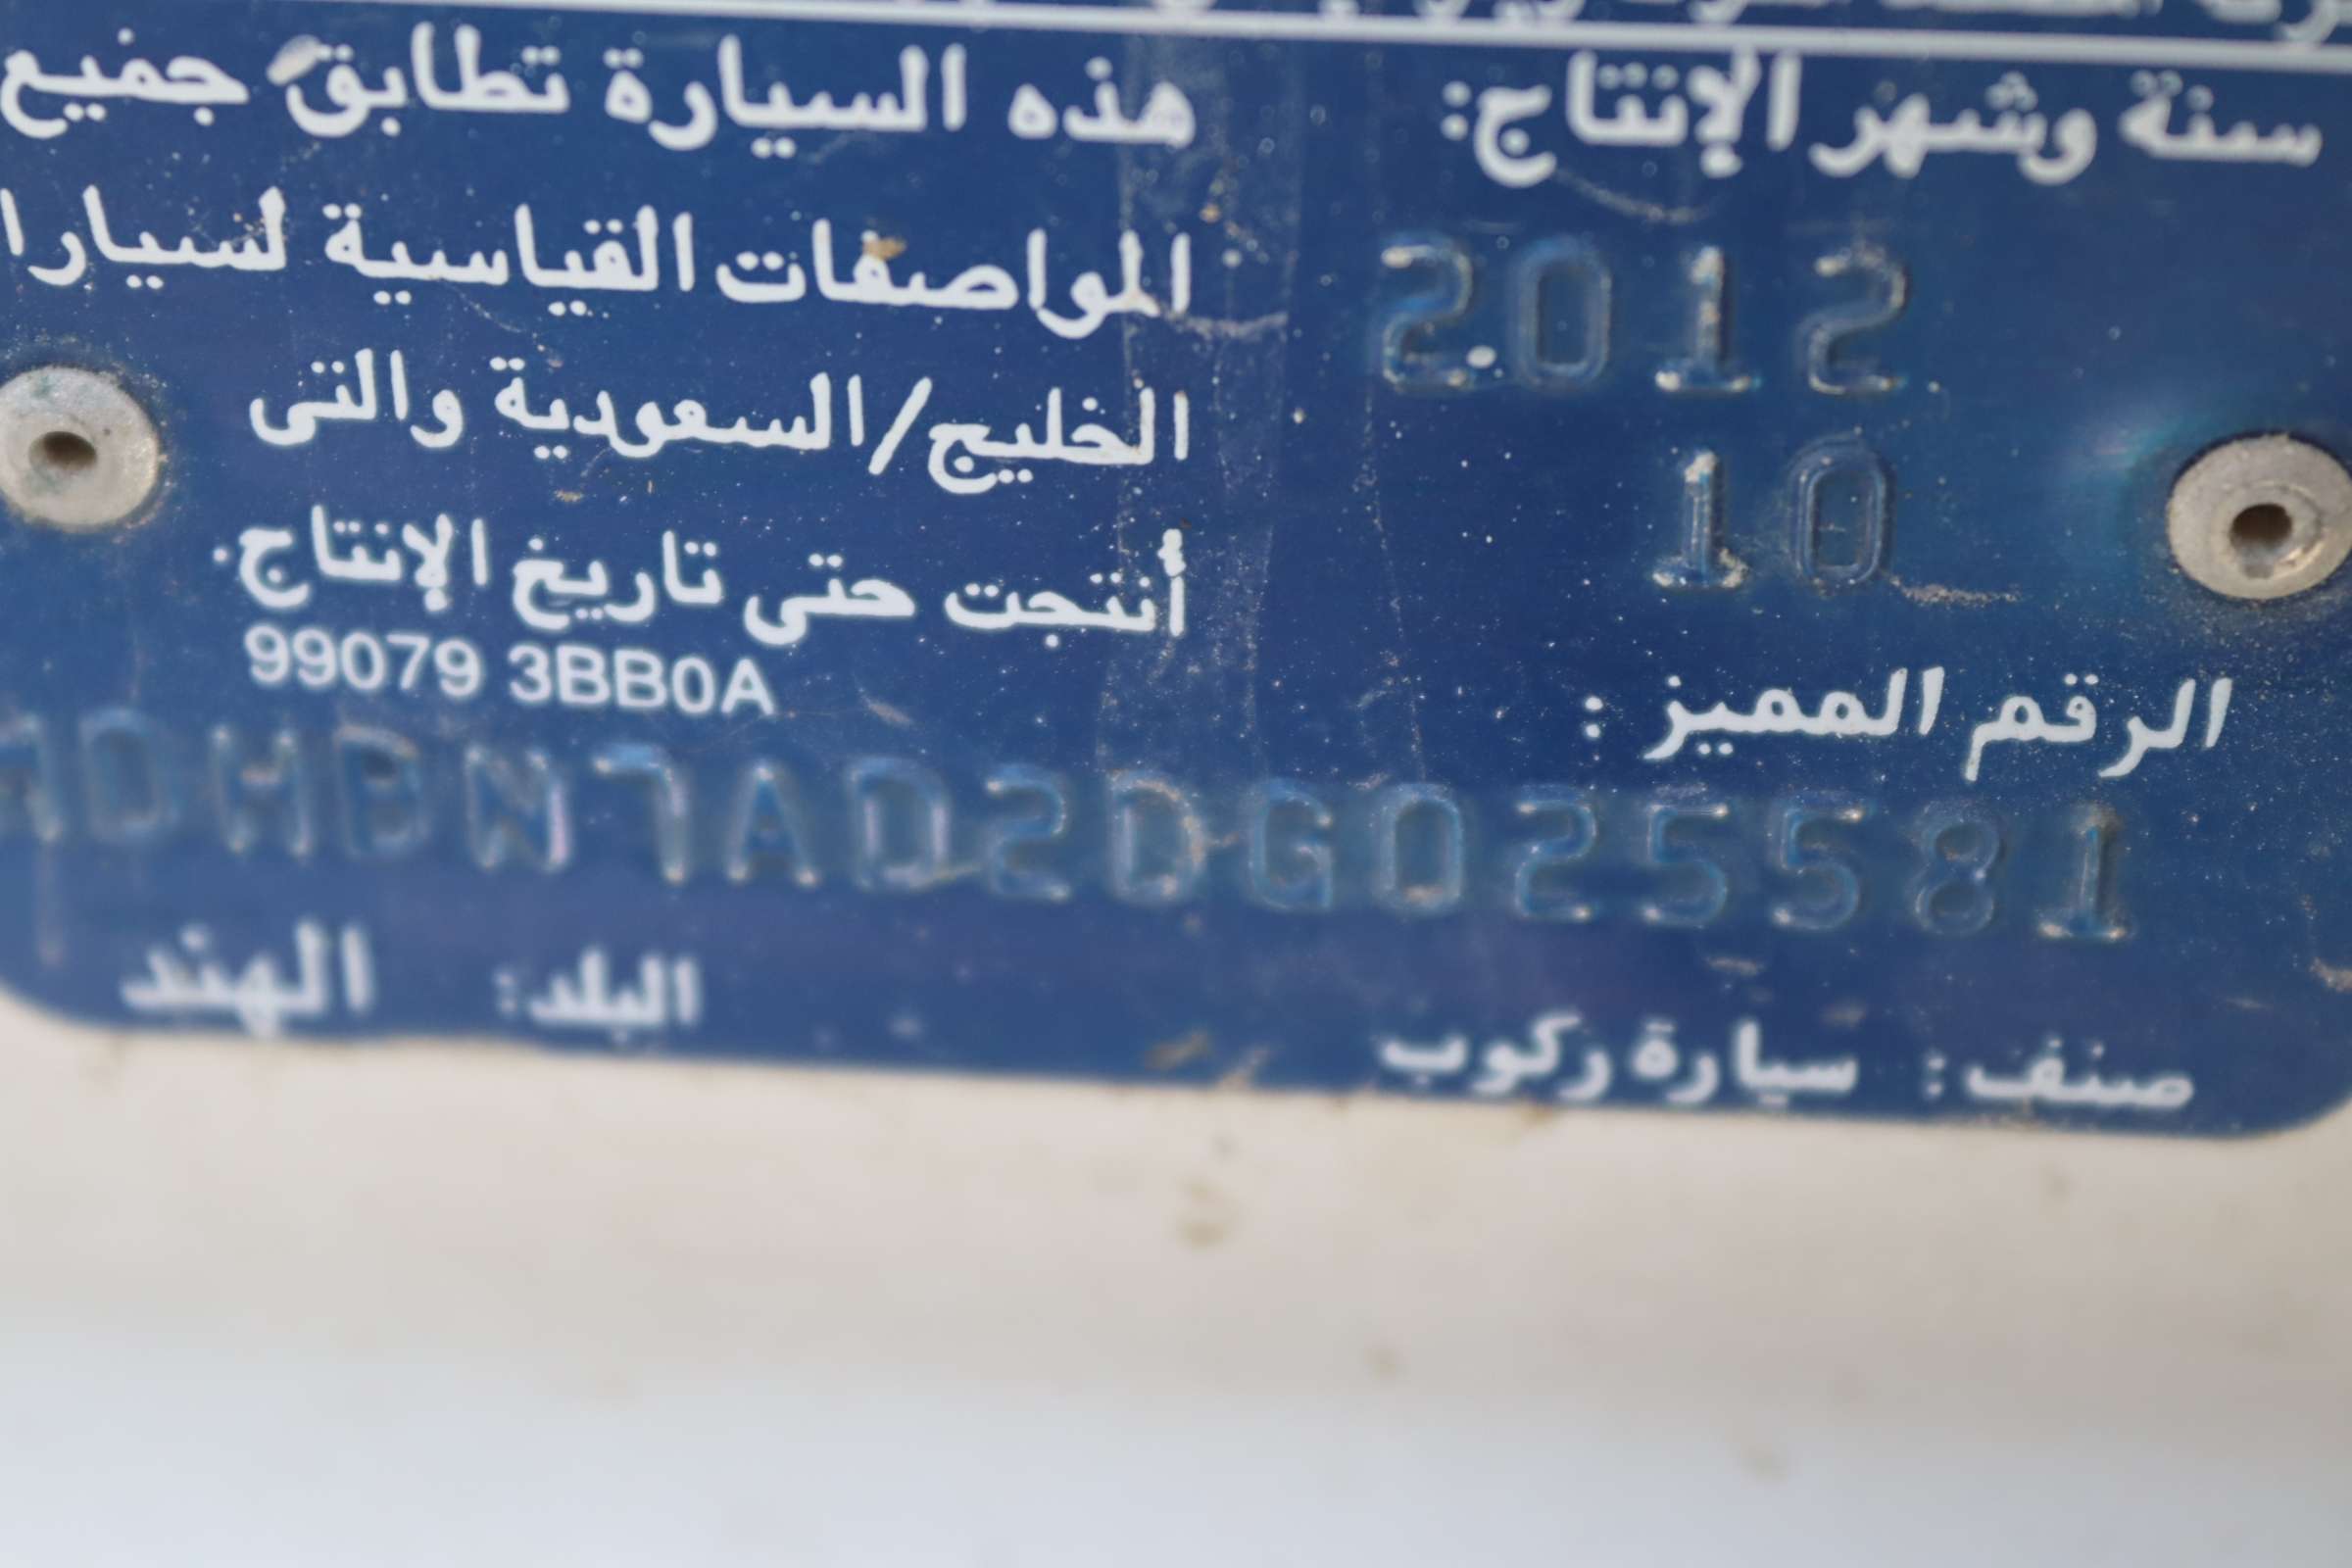 سنة وشهر الإنتاج:
2012
10
هذه السيارة تطابق جميع
المواصفات القياسية لسيارا
الخليج/السعودية والتى
أنتجت حتى تاريخ الإنتاج.
99079 3BB0A
الرقم المميز :
MDHBN7AD2DG025581
صنف: سيارة ركوب
البلد: الهند